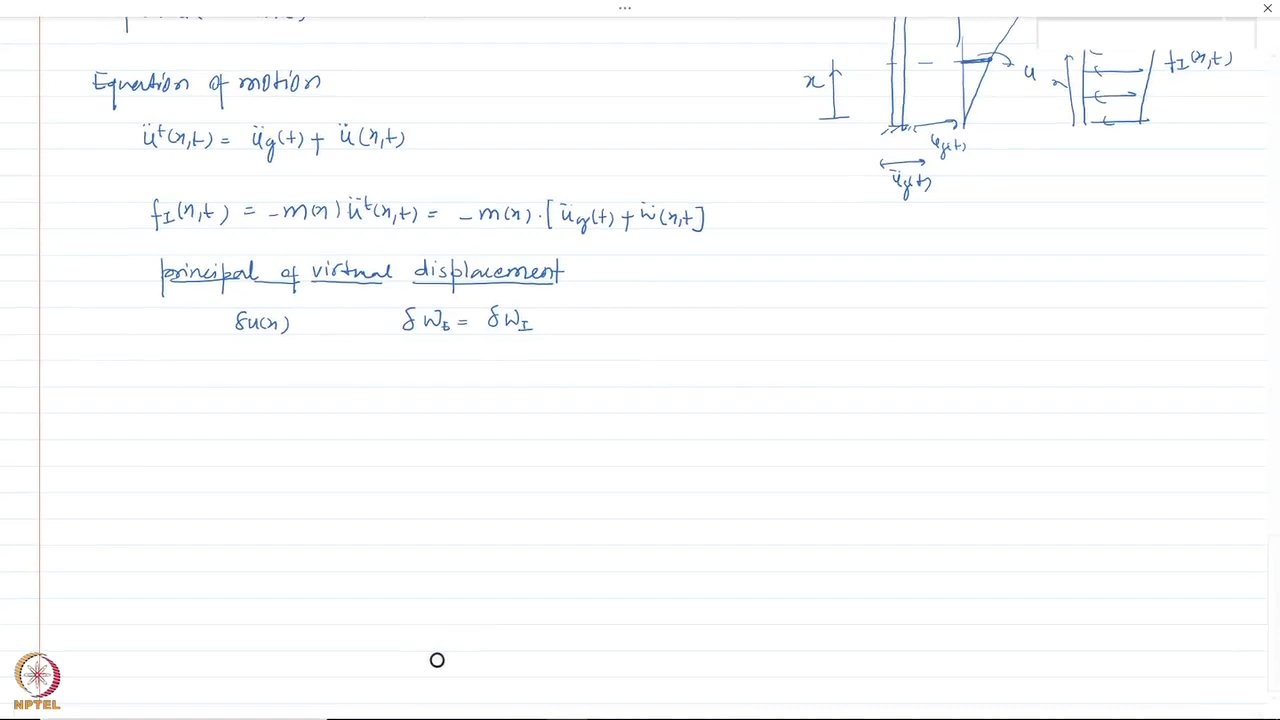 Equation of motion
ü^t(x,t) = ü_g(t) + ü(x,t)
f_I(x,t) = -m(x) ü^t(x,t) = -m(x)·[ü_g(t) + ü(x,t)]
principal of virtual displacement
δu(x) δW_E = δW_I
x
u
u_g(t)
ü_g(t)
x
f_I(x,t)
NPTEL